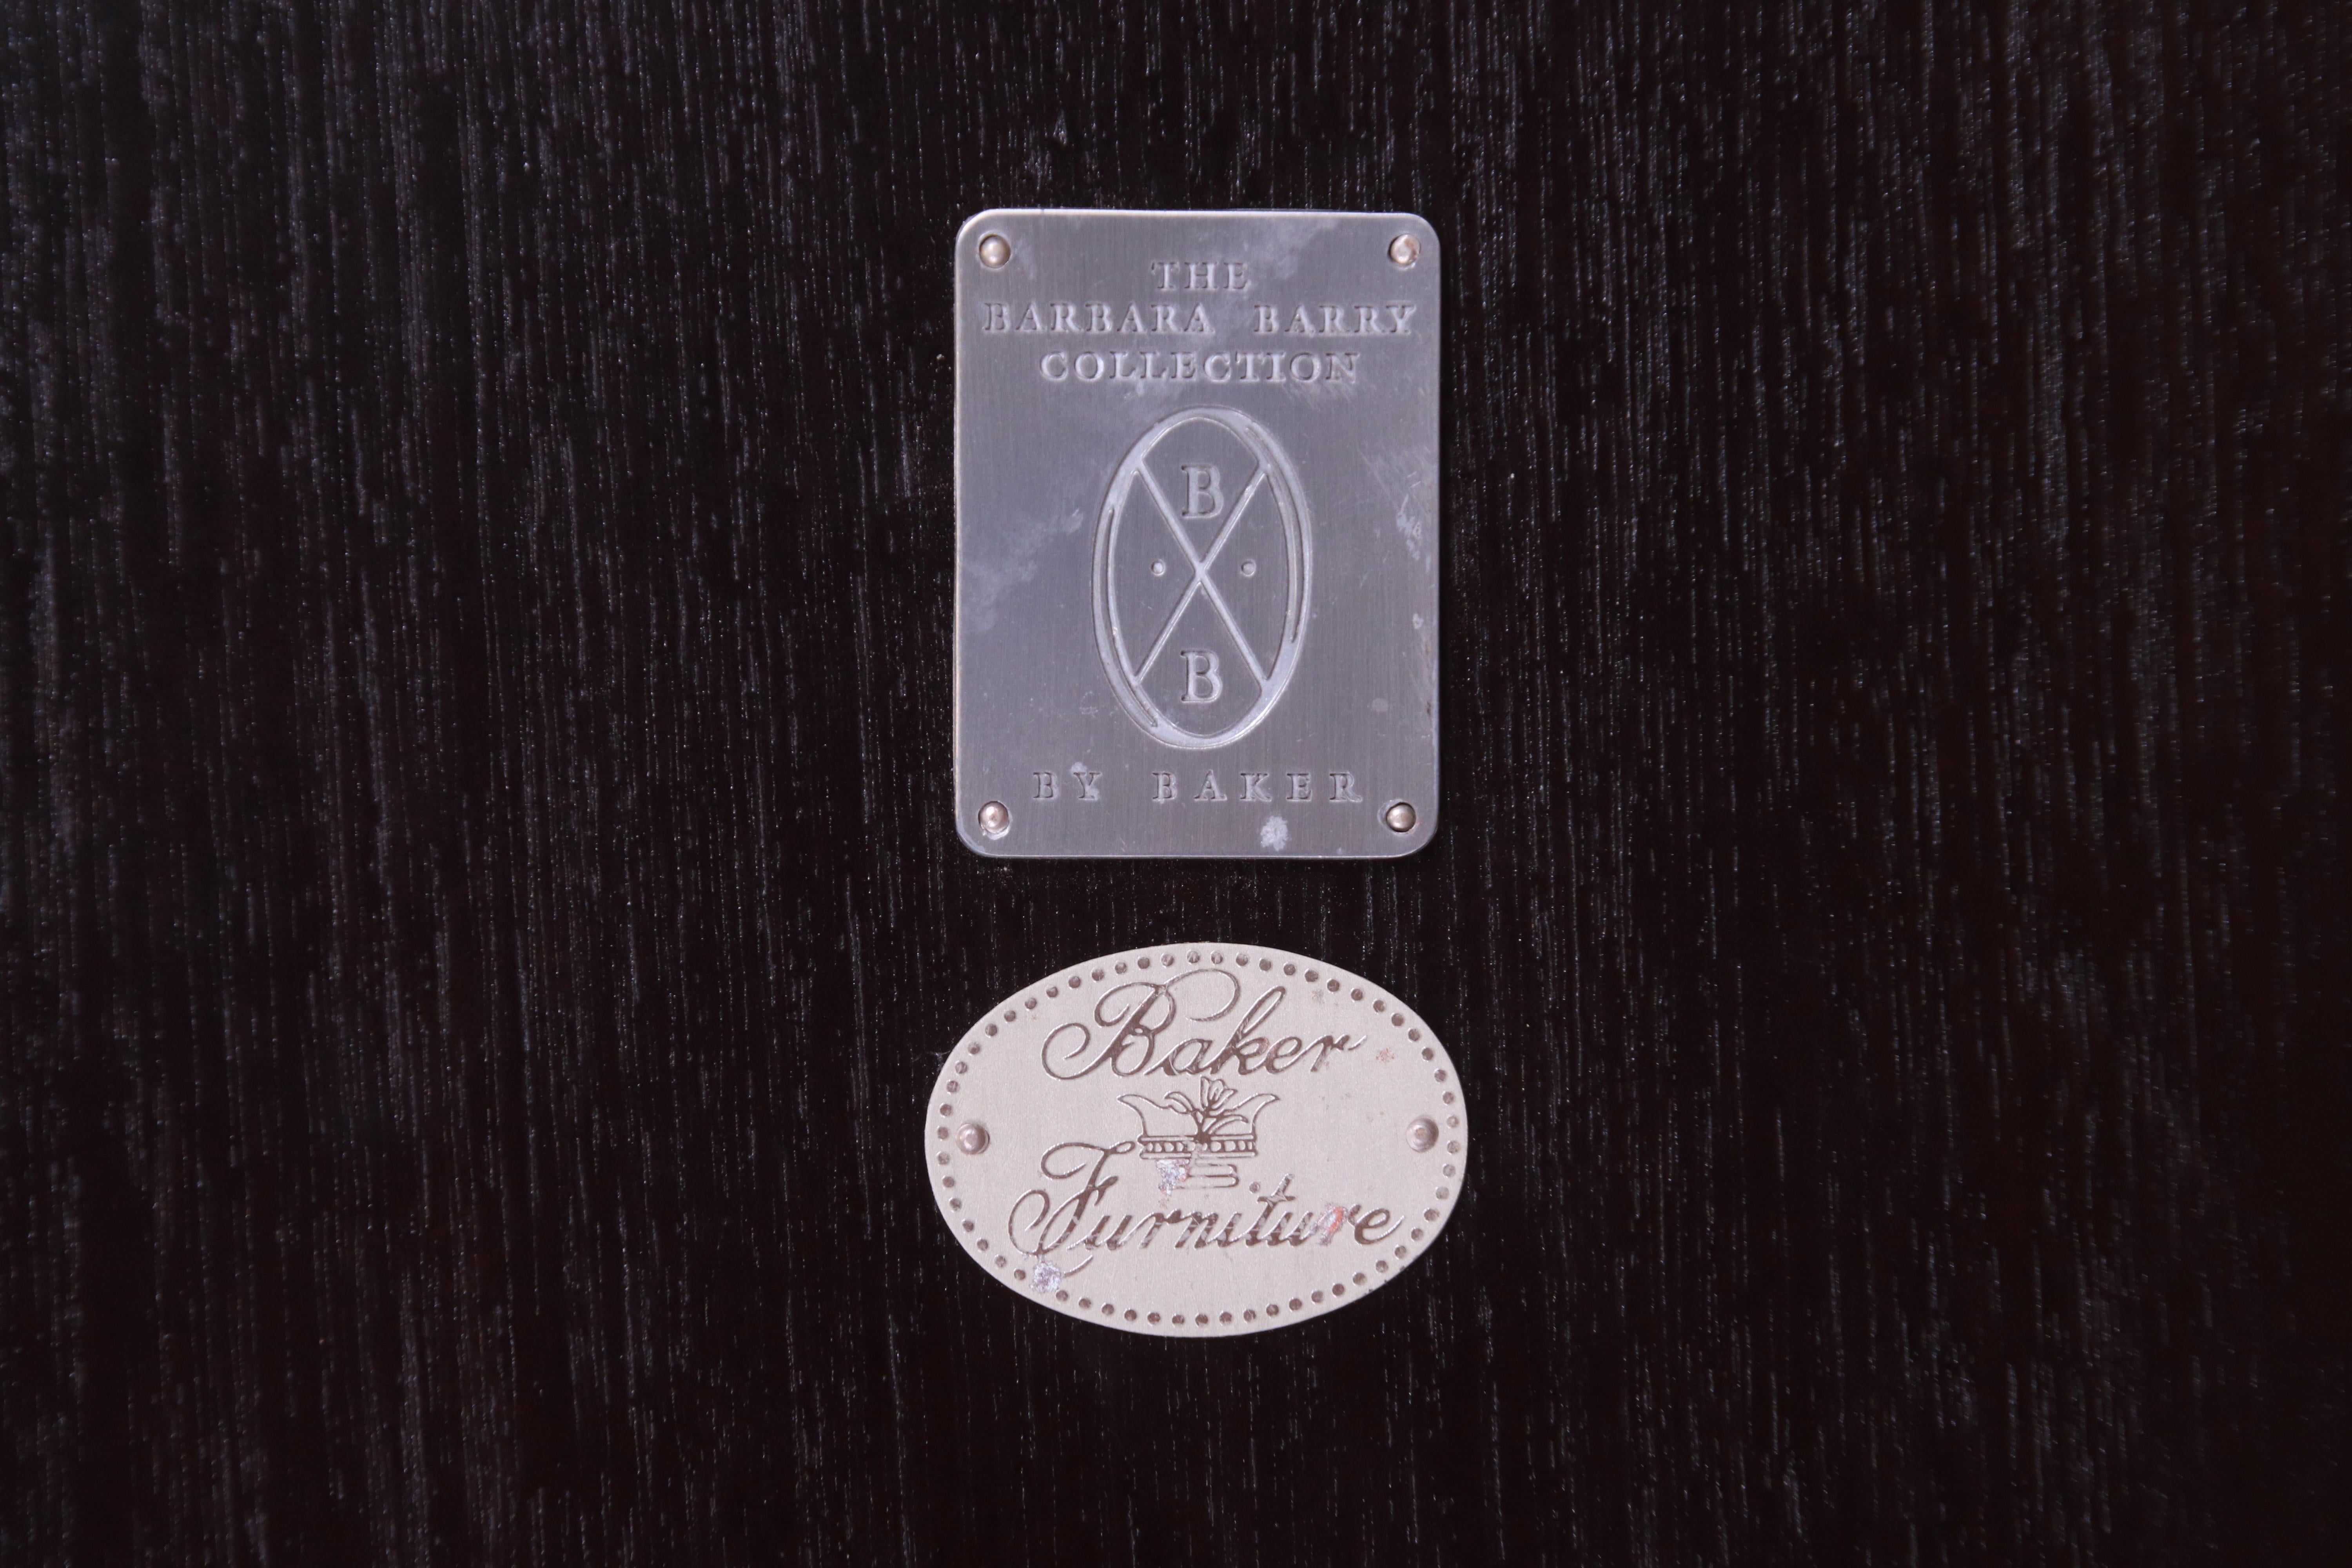 THE
BARBARA BARRY
COLLECTION
B
B
BY BAKER
Baker
Furniture